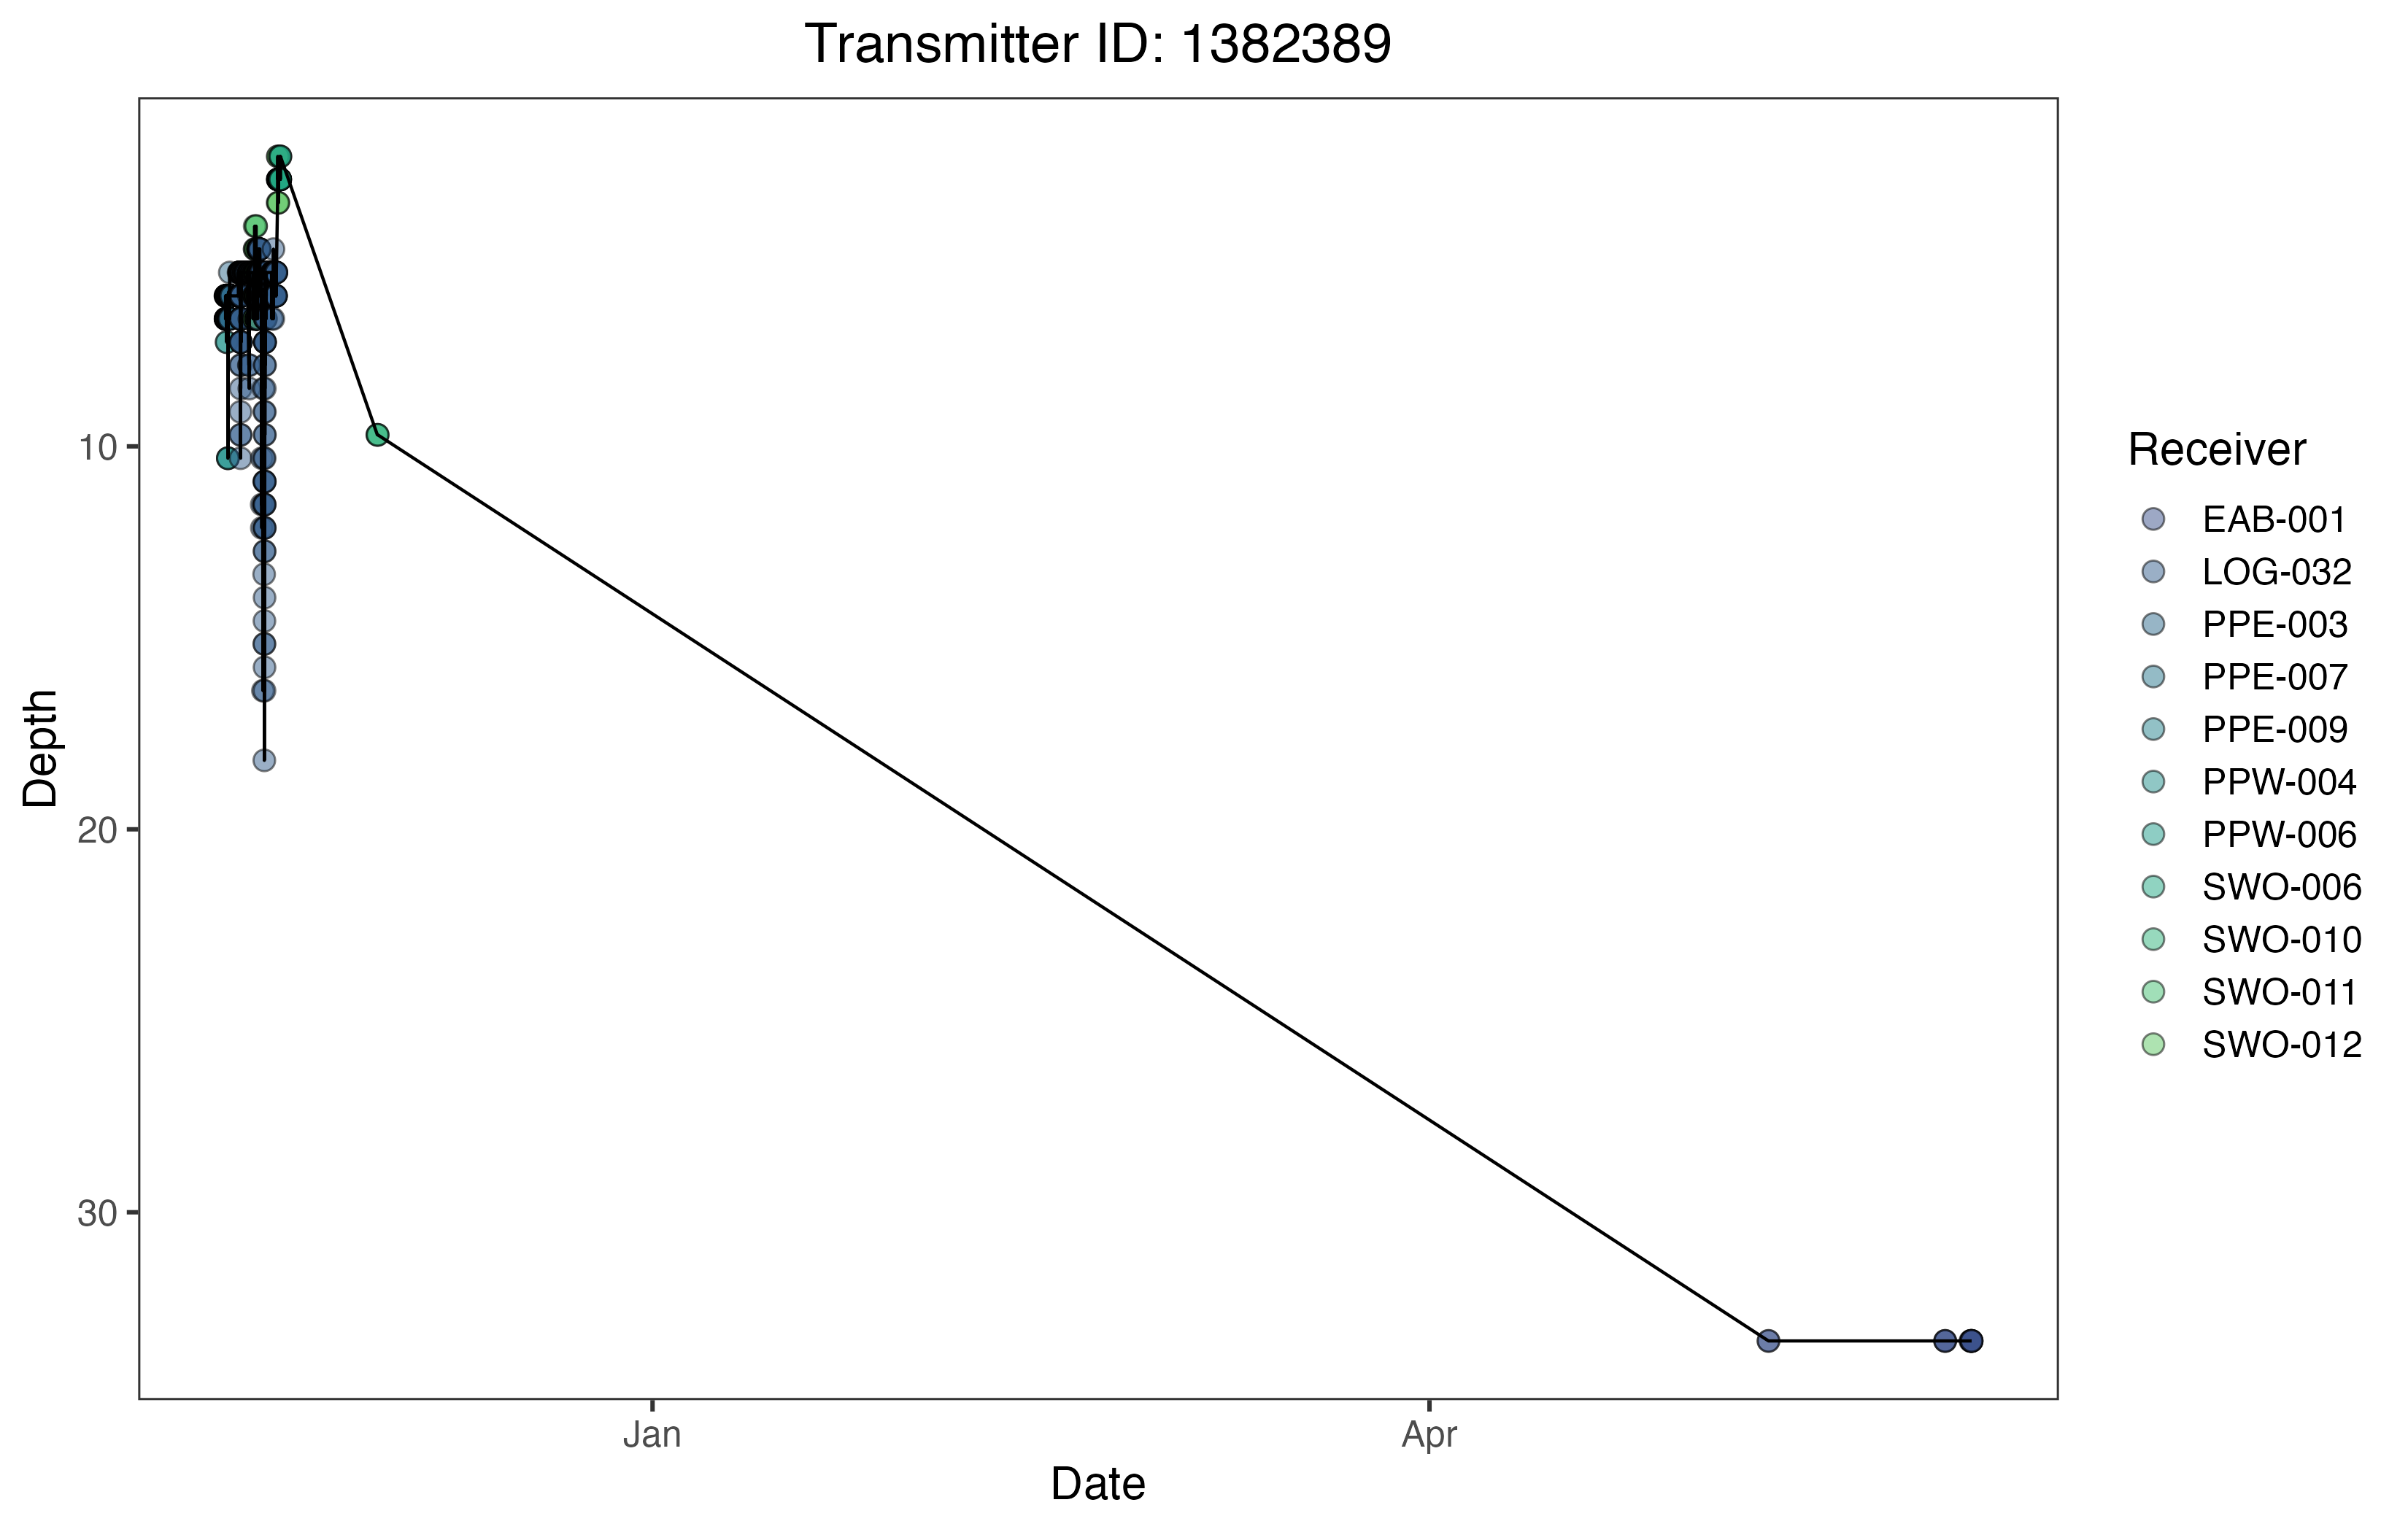 Transmitter ID: 1382389
Depth
10
20
30
Jan
Apr
Date
Receiver
EAB-001
LOG-032
PPE-003
PPE-007
PPE-009
PPW-004
PPW-006
SWO-006
SWO-010
SWO-011
SWO-012